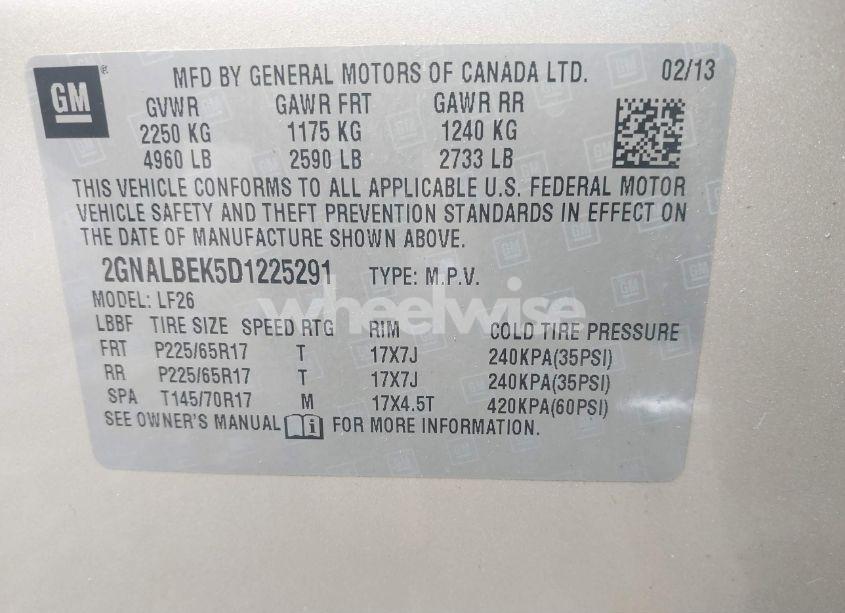 GM
MFD BY GENERAL MOTORS OF CANADA LTD. 02/13
GVWR GAWR FRT GAWR RR
2250 KG 1175 KG 1240 KG
4960 LB 2590 LB 2733 LB
THIS VEHICLE CONFORMS TO ALL APPLICABLE U.S. FEDERAL MOTOR
VEHICLE SAFETY AND THEFT PREVENTION STANDARDS IN EFFECT ON
THE DATE OF MANUFACTURE SHOWN ABOVE.
2GNALBEK5D1225291 TYPE: M.P.V.
MODEL: LF26
wheelwise
LBBF TIRE SIZE SPEED RTG RIM COLD TIRE PRESSURE
FRT P225/65R17 T 17X7J 240KPA(35PSI)
RR P225/65R17 T 17X7J 240KPA(35PSI)
SPA T145/70R17 M 17X4.5T 420KPA(60PSI)
SEE OWNER'S MANUAL i FOR MORE INFORMATION.